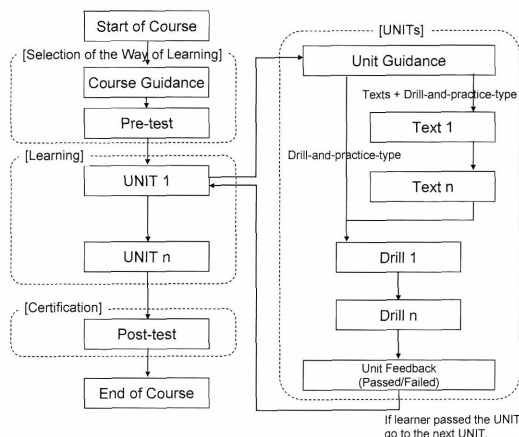 Start of Course
[Selection of the Way of Learning]
Course Guidance
Pre-test
[Learning]
UNIT 1
UNIT n
[Certification]
Post-test
End of Course
[UNITs]
Unit Guidance
Texts + Drill-and-practice-type
Text 1
Drill-and-practice-type
Text n
Drill 1
Drill n
Unit Feedback
(Passed/Failed)
If learner passed the UNIT
go to the next UNIT.